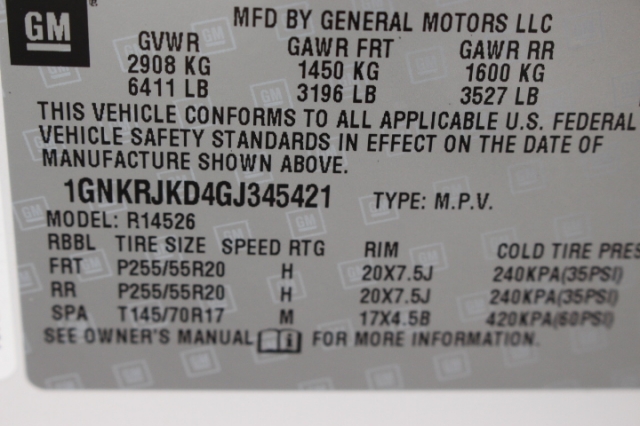 GM
MFD BY GENERAL MOTORS LLC
GVWR GAWR FRT GAWR RR
2908 KG 1450 KG 1600 KG
6411 LB 3196 LB 3527 LB
THIS VEHICLE CONFORMS TO ALL APPLICABLE U.S. FEDERAL
VEHICLE SAFETY STANDARDS IN EFFECT ON THE DATE OF
MANUFACTURE SHOWN ABOVE.
1GNKRJKD4GJ345421 TYPE: M.P.V.
MODEL: R14526
RBBL TIRE SIZE SPEED RTG RIM COLD TIRE PRES
FRT P255/55R20 H 20X7.5J 240KPA(35PSI)
RR P255/55R20 H 20X7.5J 240KPA(35PSI)
SPA T145/70R17 M 17X4.5B 420KPA(60PSI)
SEE OWNER'S MANUAL FOR MORE INFORMATION.